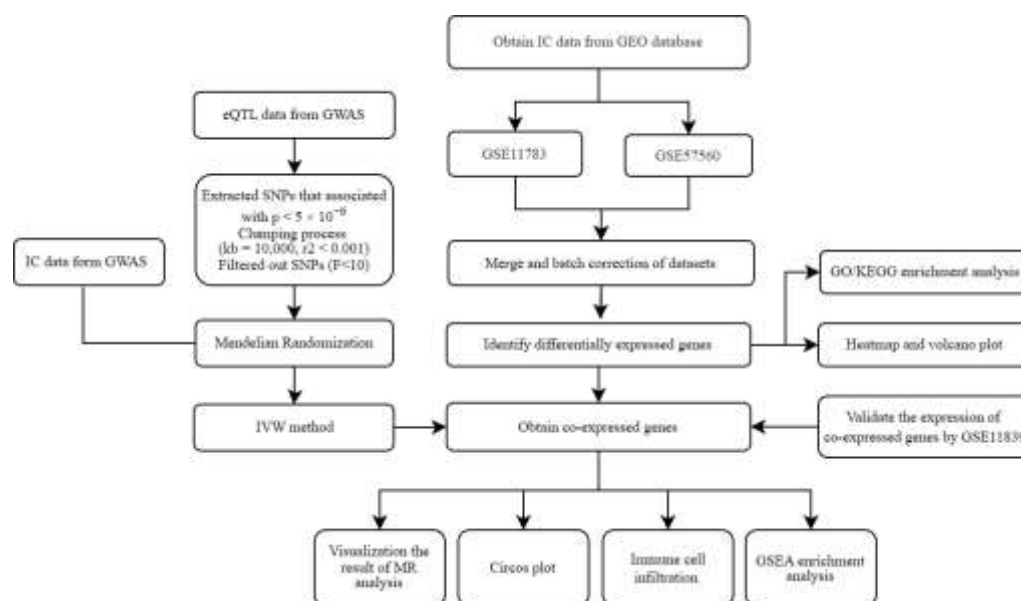 Obtain IC data from GEO database
eQTL data from GWAS
GSE11783
GSE57560
Extracted SNPs that associated
with p < 5 × 10⁻⁸
Clumping process
(kb = 10,000, r2 < 0.001)
Filtered out SNPs (F<10)
IC data form GWAS
Merge and batch correction of datasets
GO/KEGG enrichment analysis
Mendelian Randomization
Identify differentially expressed genes
Heatmap and volcano plot
IVW method
Obtain co-expressed genes
Validate the expression of
co-expressed genes by GSE11839
Visualization the
result of MR
analysis
Circos plot
Immune cell
infiltration
GSEA enrichment
analysis